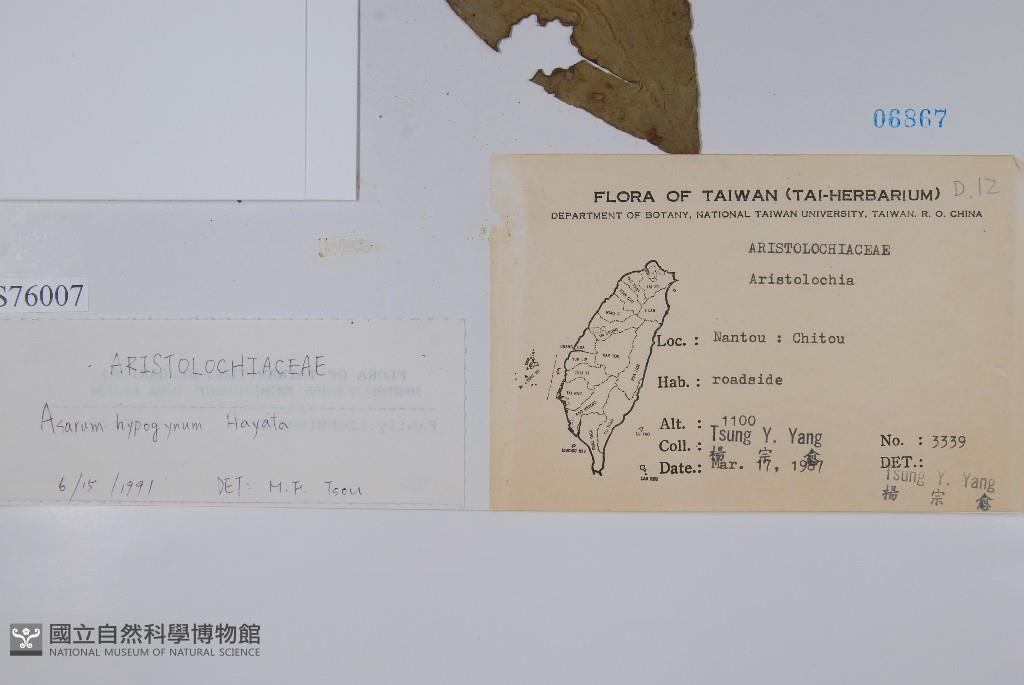 06867
FLORA OF TAIWAN (TAI-HERBARIUM) D.12
DEPARTMENT OF BOTANY, NATIONAL TAIWAN UNIVERSITY, TAIWAN. R. O. CHINA
ARISTOLOCHIACEAE
Aristolochia
Loc. : Nantou : Chitou
Hab. : roadside
Alt. : 1100
Coll. : Tsung Y. Yang
楊 宗 愈
Date.: Mar. 17, 1987
No. : 3339
DET.:
Tsung Y. Yang
楊 宗 愈
S76007
ARISTOLOCHIACEAE
Asarum hypogynum Hayata
6/15/1991 DET: M.F. Tsou
國立自然科學博物館
NATIONAL MUSEUM OF NATURAL SCIENCE